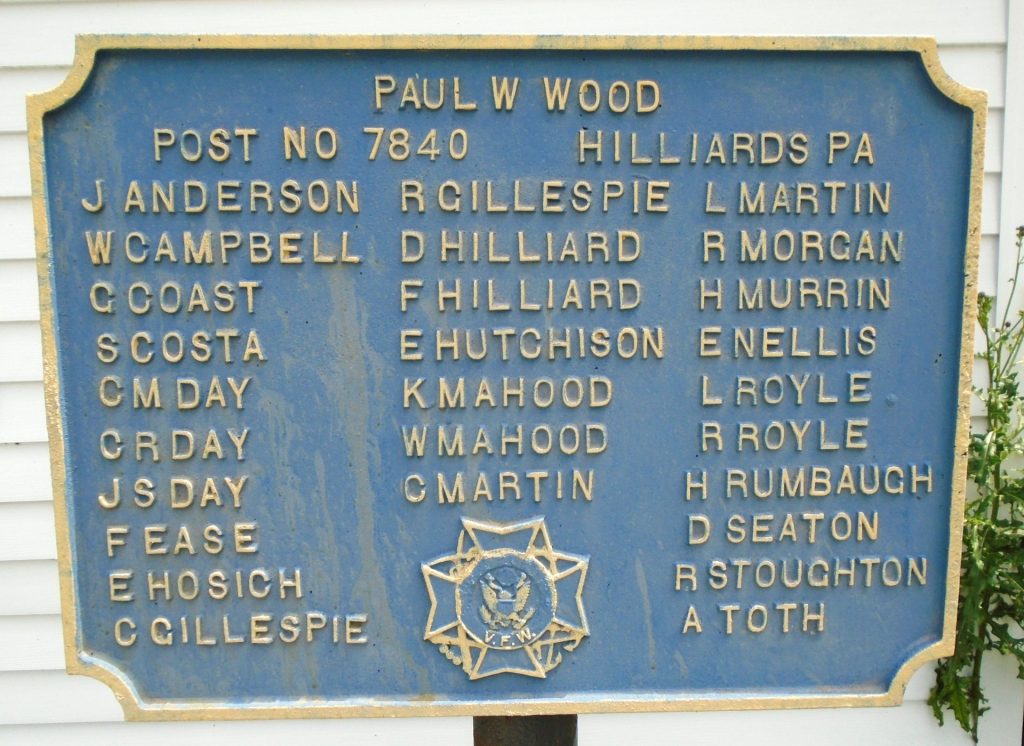 PAUL W WOOD
POST NO 7840 HILLIARDS PA
J ANDERSON R GILLESPIE L MARTIN
W CAMPBELL D HILLIARD R MORGAN
G COAST F HILLIARD H MURRIN
S COSTA E HUTCHISON E NELLIS
C M DAY K MAHOOD L ROYLE
C R DAY W MAHOOD R ROYLE
J S DAY C MARTIN H RUMBAUGH
F EASE D SEATON
E HOSICH R STOUGHTON
C GILLESPIE A TOTH
V.F.W.